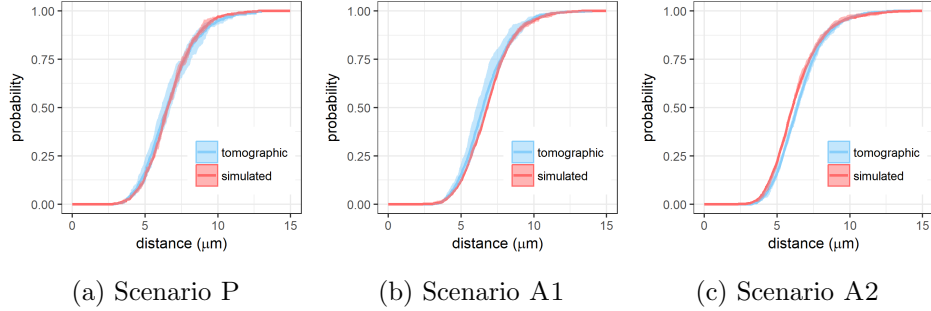 1.00
0.75
0.50
0.25
0.00
probability
tomographic
simulated
0 5 10 15
distance (μm)
(a) Scenario P
1.00
0.75
0.50
0.25
0.00
probability
tomographic
simulated
0 5 10 15
distance (μm)
(b) Scenario A1
1.00
0.75
0.50
0.25
0.00
probability
tomographic
simulated
0 5 10 15
distance (μm)
(c) Scenario A2